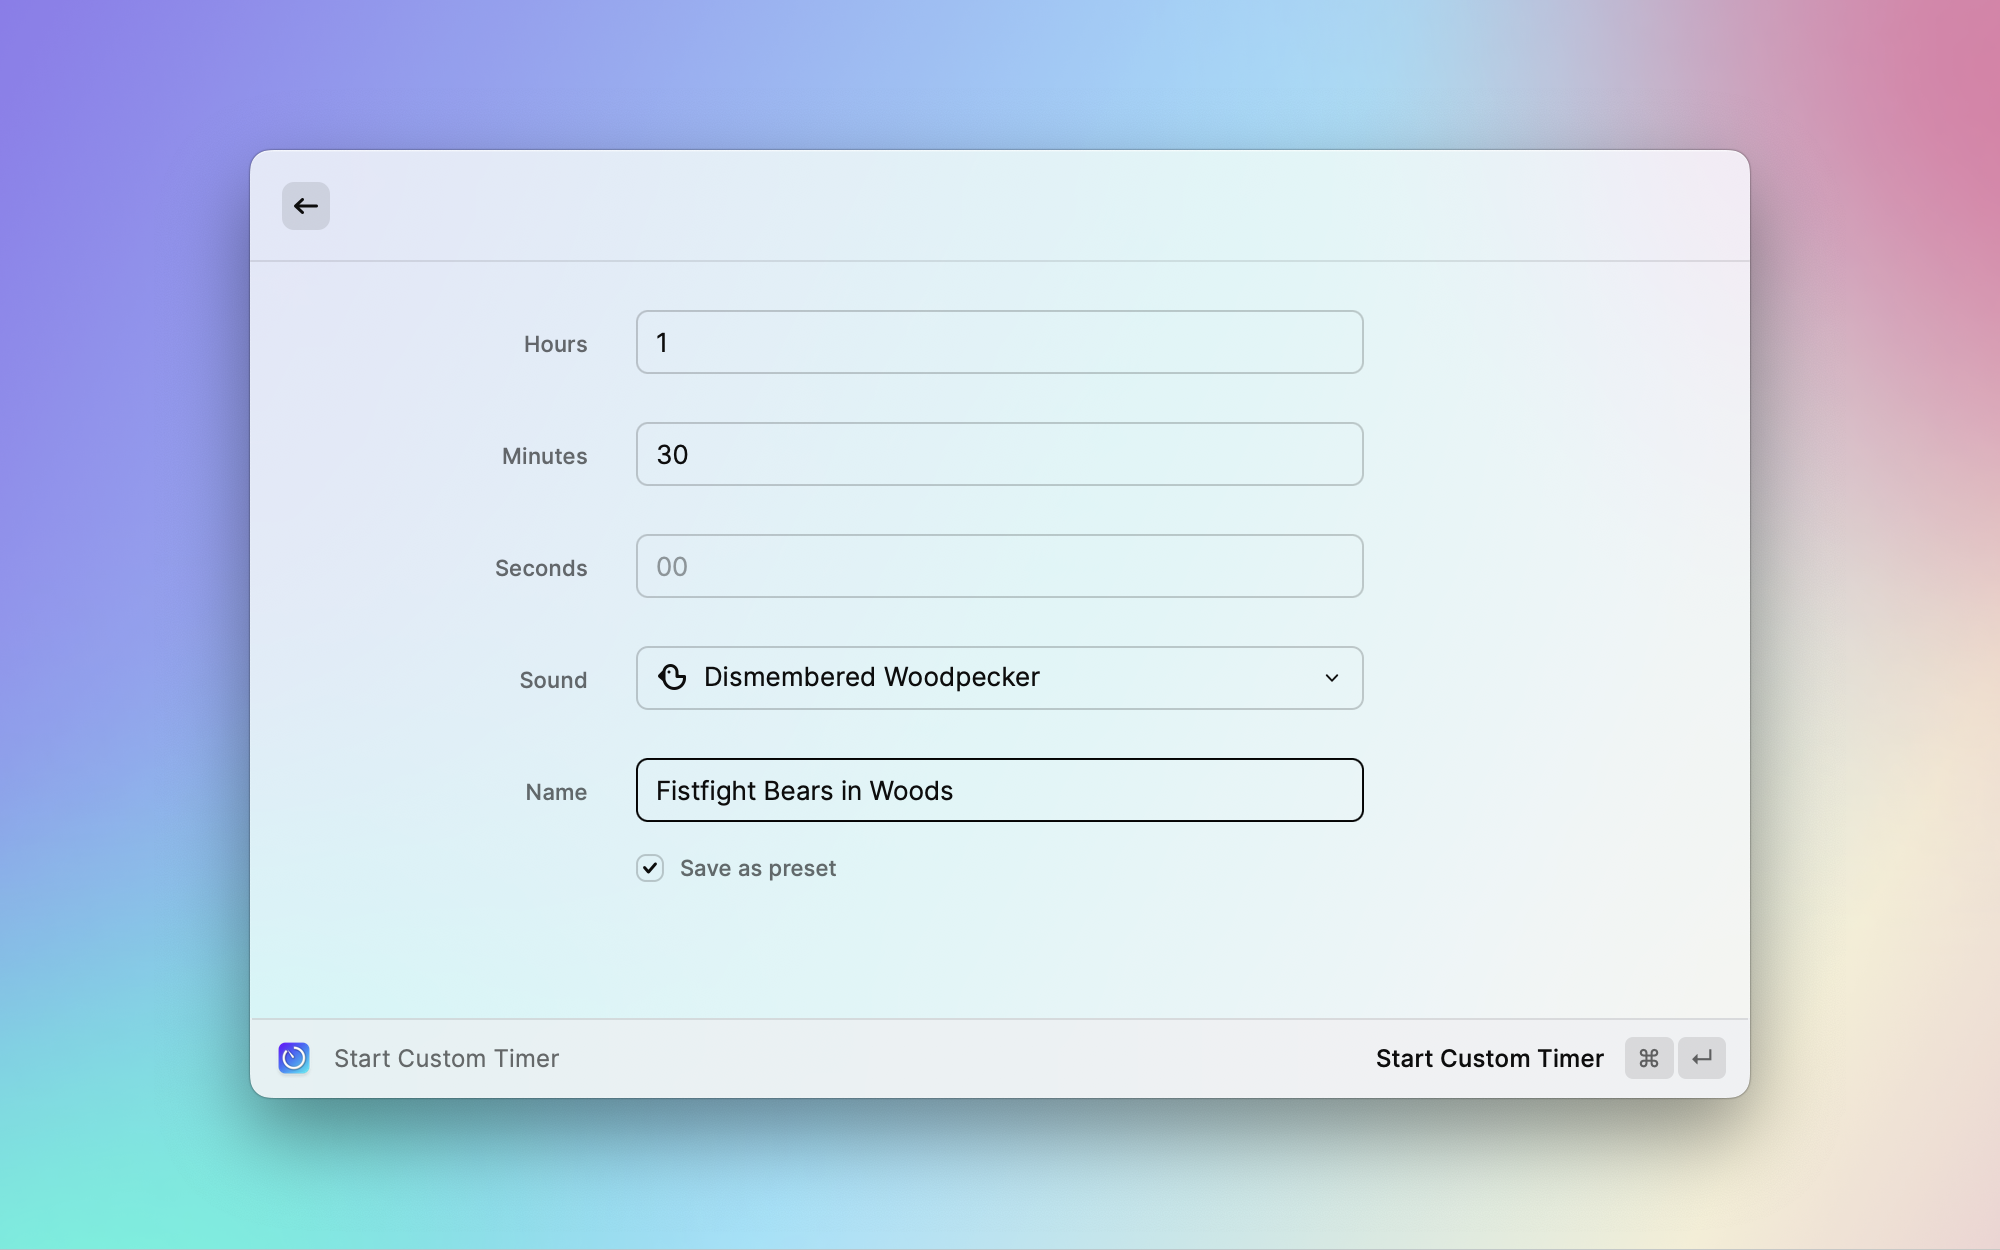 Hours
1
Minutes
30
Seconds
00
Sound
Dismembered Woodpecker
Name
Fistfight Bears in Woods
Save as preset
Start Custom Timer
Start Custom Timer ⌘ ↵